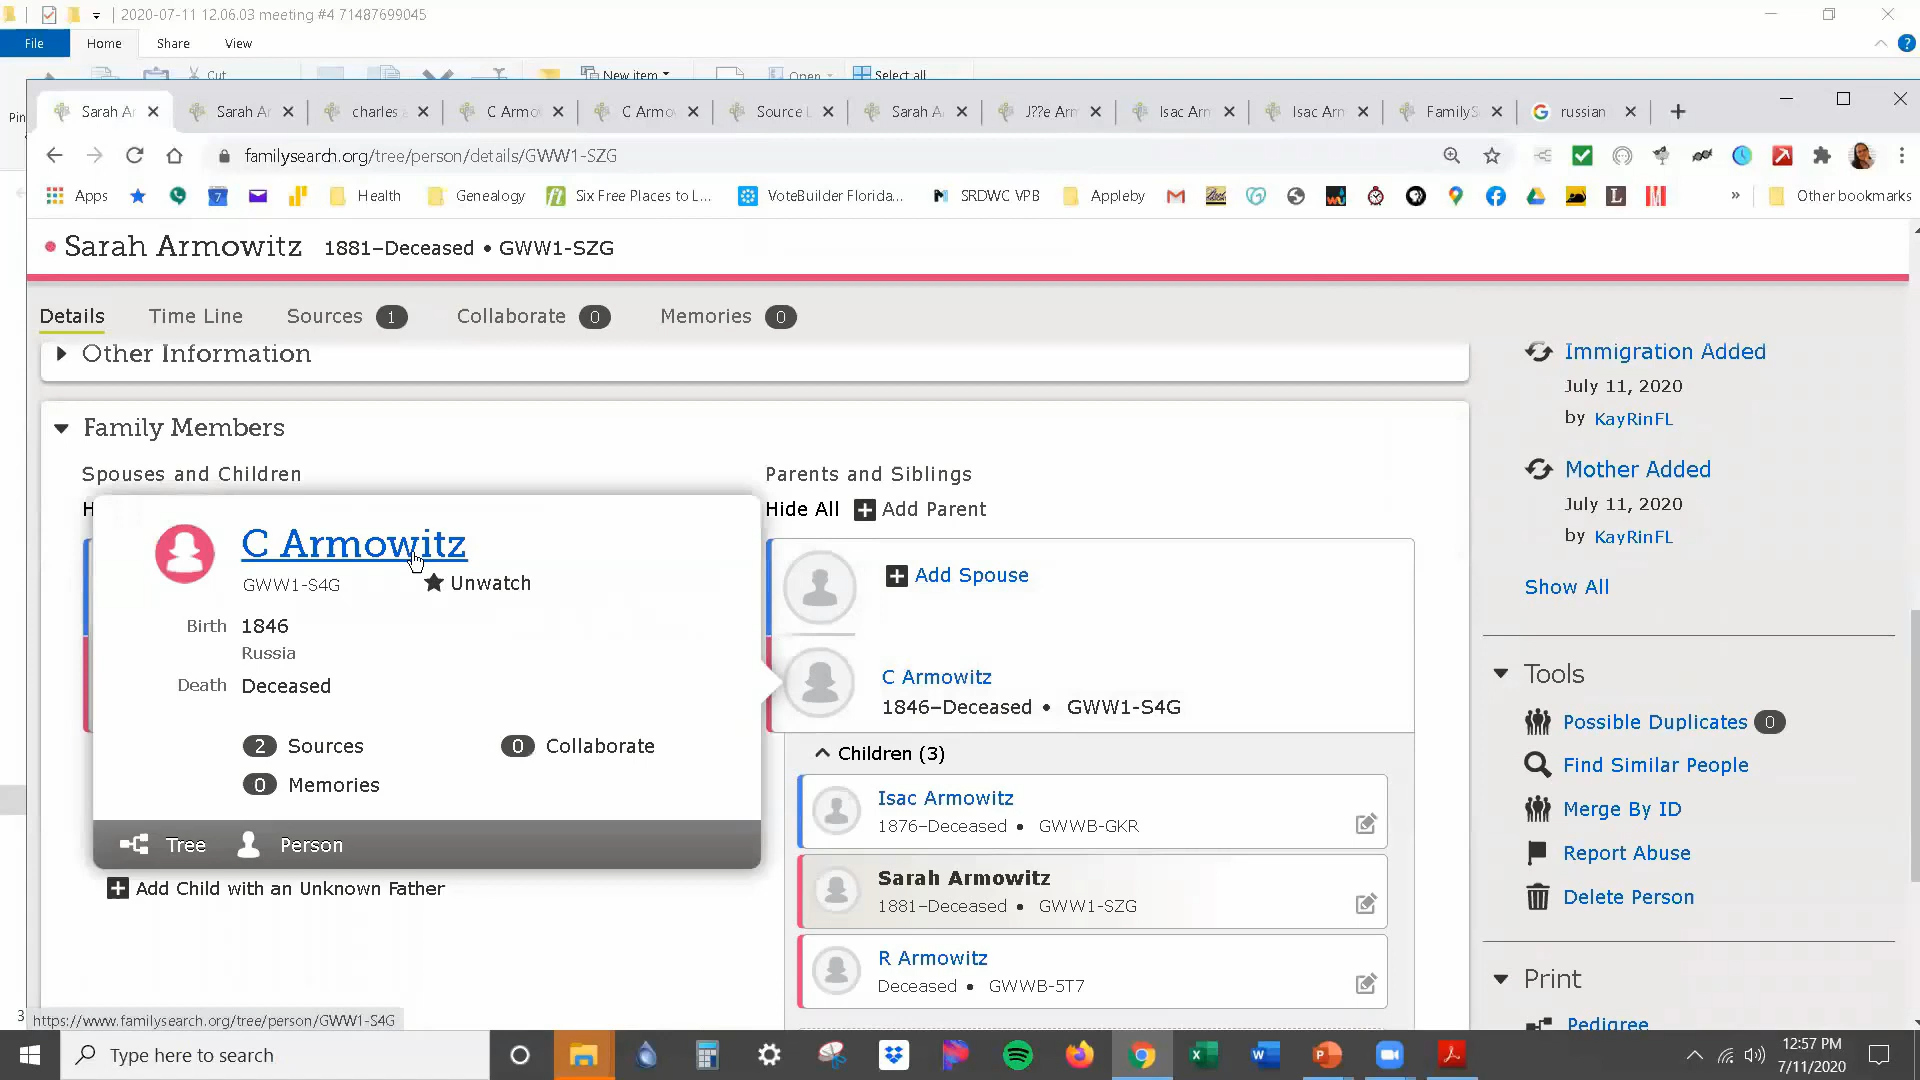 2020-07-11 12.06.03 meeting #4 71487699045
File Home Share View
Cut New item Open Select all
Pin
Sarah Ar Sarah Ar charles C Armo C Armo Source L Sarah A J??e Arm Isac Arm Isac Arm FamilyS russian
familysearch.org/tree/person/details/GWW1-SZG
Apps Health Genealogy Six Free Places to L... VoteBuilder Florida... SRDWC VPB Appleby » Other bookmarks
Sarah Armowitz 1881–Deceased • GWW1-SZG
Details Time Line Sources 1 Collaborate 0 Memories 0
Other Information
Family Members
Spouses and Children
H
C Armowitz
GWW1-S4G Unwatch
Birth 1846
Russia
Death Deceased
2 Sources 0 Collaborate
0 Memories
Tree Person
Add Child with an Unknown Father
Parents and Siblings
Hide All Add Parent
Add Spouse
C Armowitz
1846–Deceased • GWW1-S4G
Children (3)
Isac Armowitz
1876–Deceased • GWWB-GKR
Sarah Armowitz
1881–Deceased • GWW1-SZG
R Armowitz
Deceased • GWWB-5T7
Immigration Added
July 11, 2020
by KayRinFL
Mother Added
July 11, 2020
by KayRinFL
Show All
Tools
Possible Duplicates 0
Find Similar People
Merge By ID
Report Abuse
Delete Person
Print
Pedigree
3
https://www.familysearch.org/tree/person/GWW1-S4G
Type here to search
12:57 PM
7/11/2020